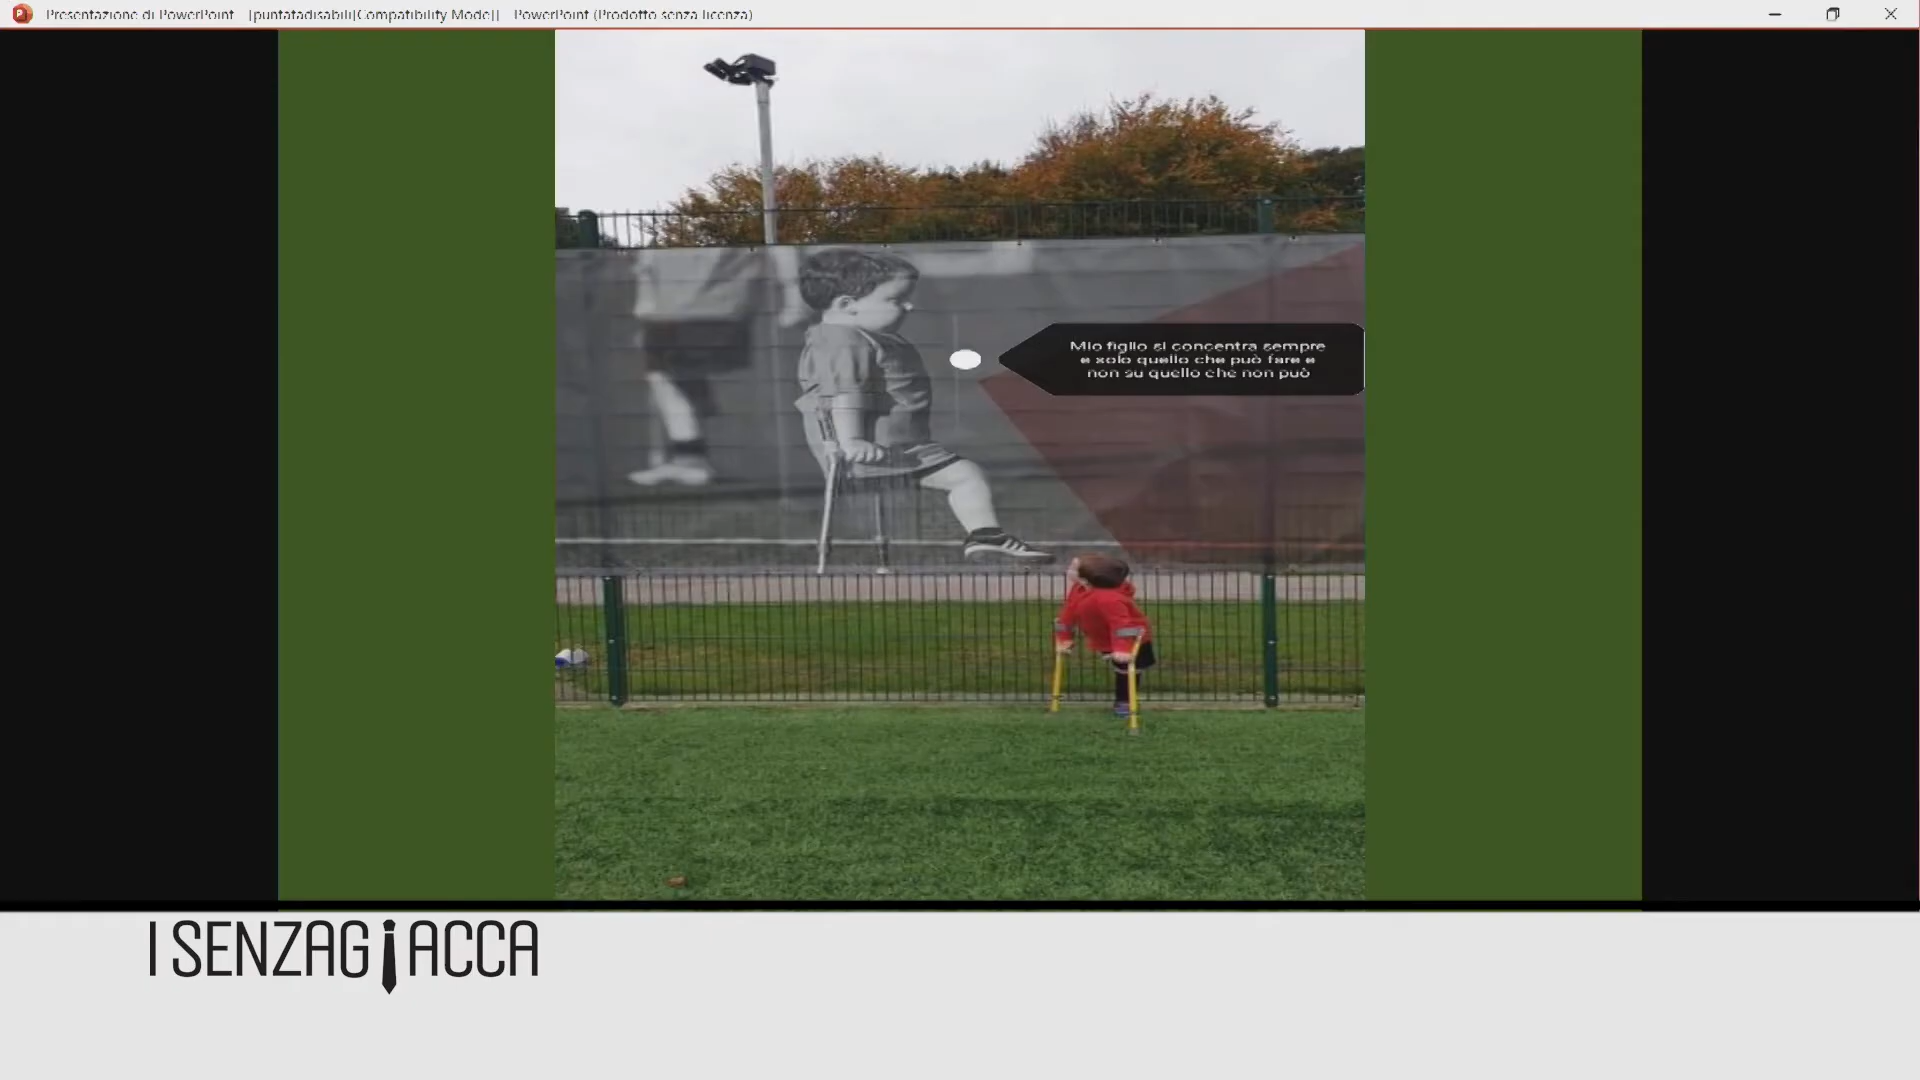 Presentazione di PowerPoint - [puntatadisabili[Compatibility Mode]] - PowerPoint (Prodotto senza licenza)
Mio figlio si concentra sempre
e solo quello che può fare e
non su quello che non può
I SENZAGIACCA